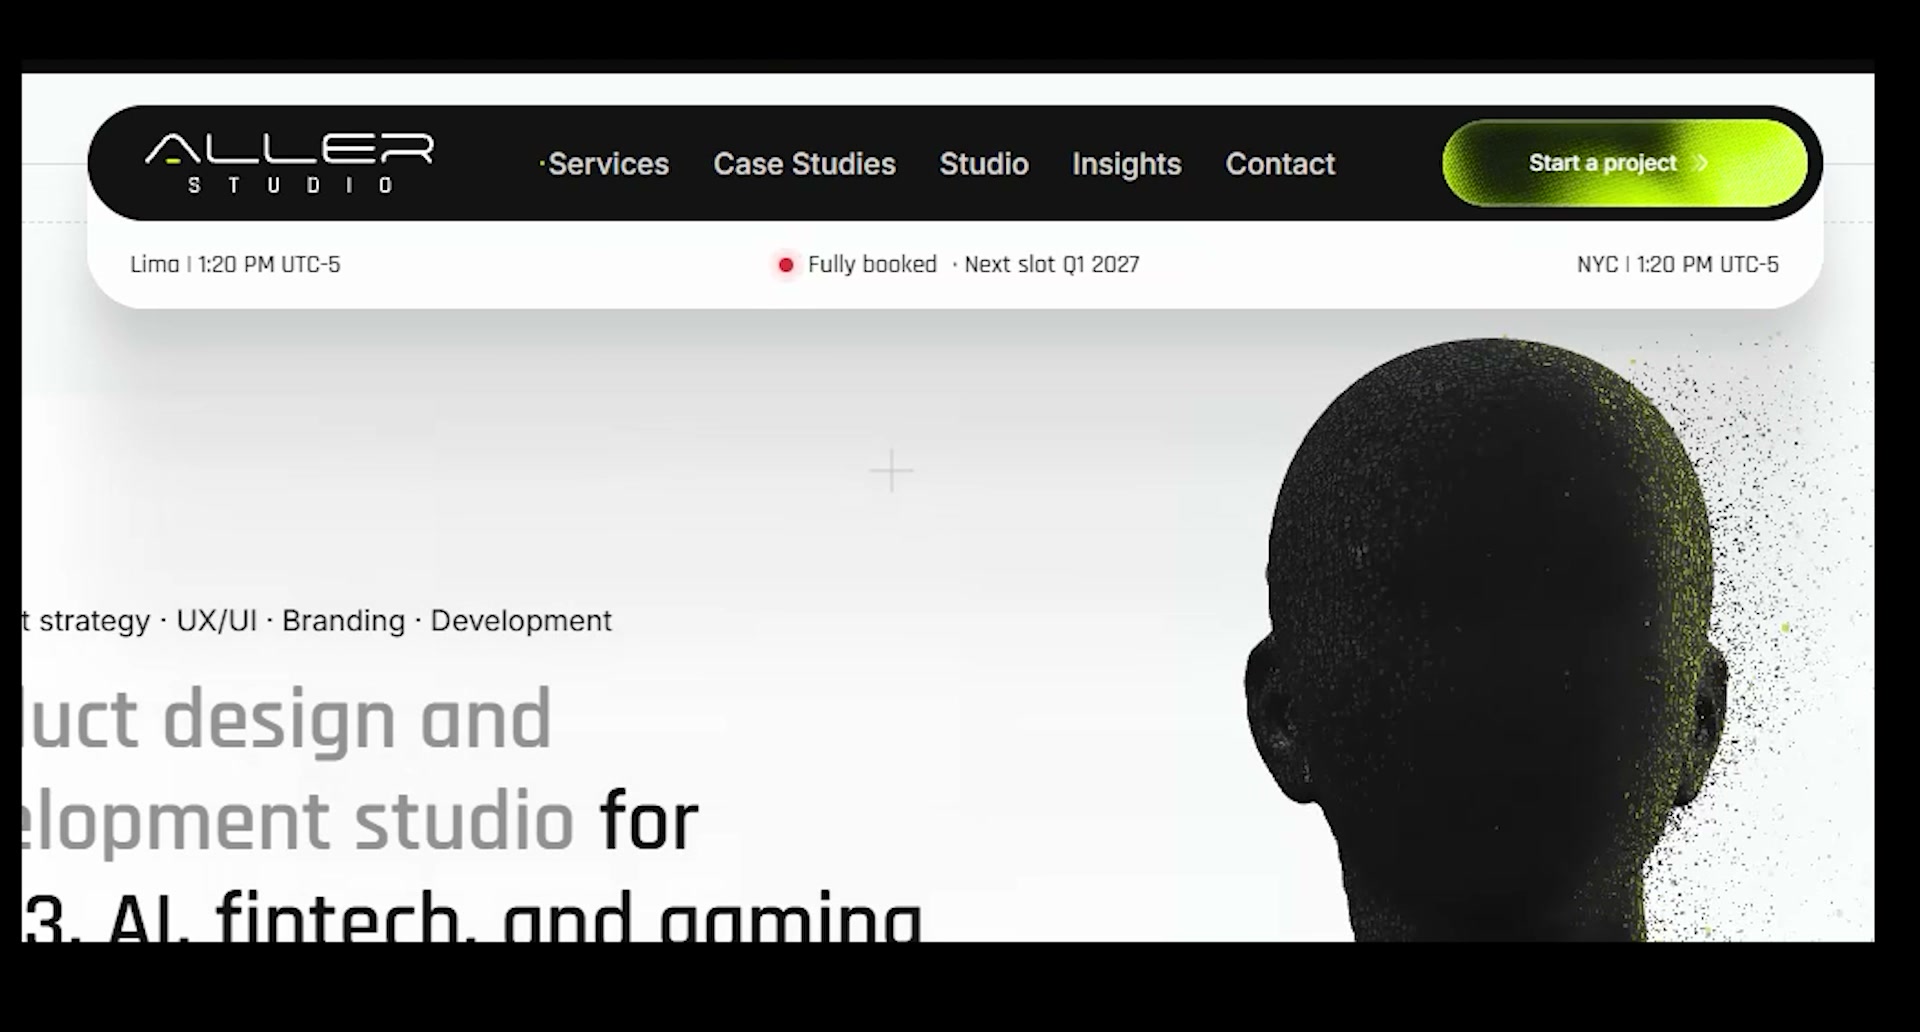 ALLER
STUDIO
Services Case Studies Studio Insights Contact
Start a project
Lima | 1:20 PM UTC-5
Fully booked · Next slot Q1 2027
NYC | 1:20 PM UTC-5
t strategy · UX/UI · Branding · Development
uct design and
elopment studio for
3, AI, fintech, and gaming